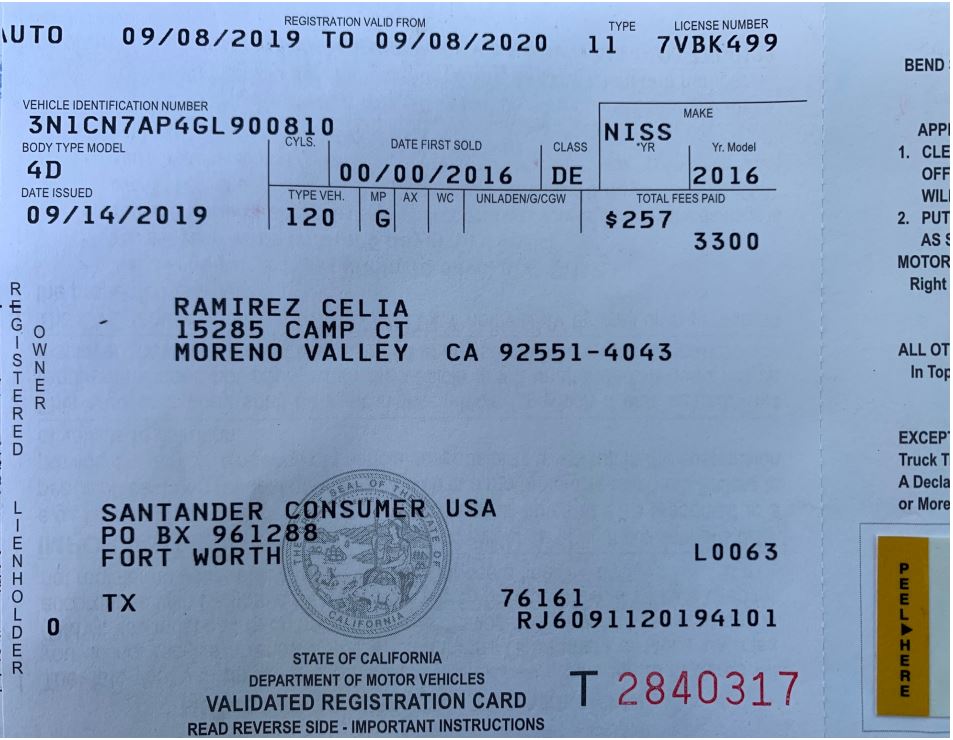 AUTO
REGISTRATION VALID FROM
09/08/2019 TO 09/08/2020
TYPE
11
LICENSE NUMBER
7VBK499
VEHICLE IDENTIFICATION NUMBER
3N1CN7AP4GL900810
MAKE
NISS
BODY TYPE MODEL
4D
CYLS.
DATE FIRST SOLD
00/00/2016
CLASS
DE
*YR
Yr. Model
2016
DATE ISSUED
09/14/2019
TYPE VEH.
120
MP
G
AX
WC
UNLADEN/G/CGW
TOTAL FEES PAID
$257
3300
REGISTERED
OWNER
RAMIREZ CELIA
15285 CAMP CT
MORENO VALLEY CA 92551-4043
LIENHOLDER
SANTANDER CONSUMER USA
PO BX 961288
FORT WORTH
L0063
TX
76161
0
RJ6091120194101
SEAL OF THE
CALIFORNIA
STATE OF CALIFORNIA
DEPARTMENT OF MOTOR VEHICLES
VALIDATED REGISTRATION CARD
READ REVERSE SIDE - IMPORTANT INSTRUCTIONS
T 2840317
BEND
APPL
1. CLE
OFF
WIL
2. PUT
AS S
MOTOR
Right
ALL OT
In Top
EXCEPT
Truck T
A Decla
or More
PEEL HERE